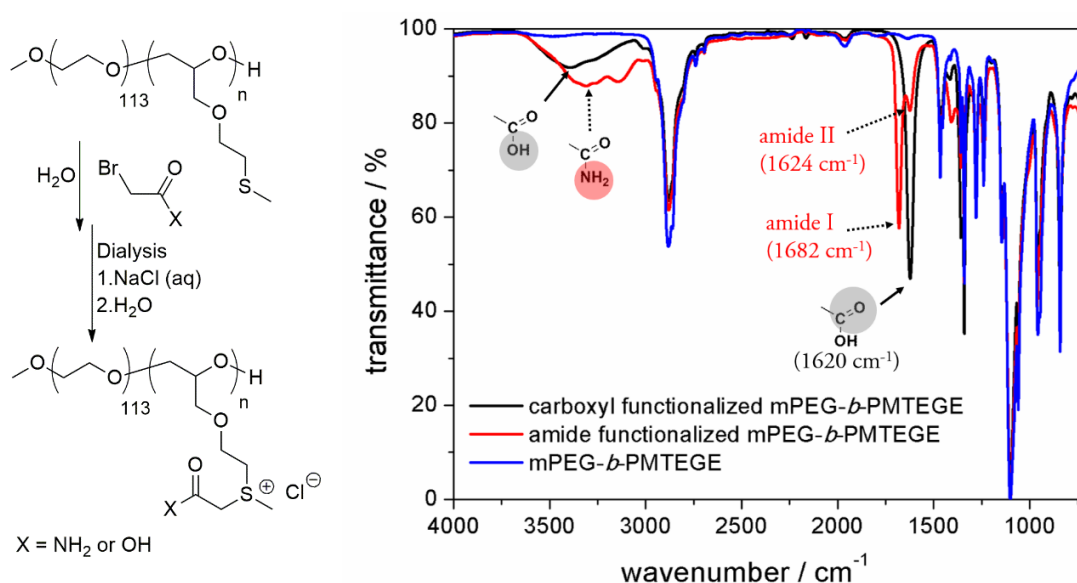 O
O
O
O
H
113
n
O
S
H₂O
Br
O
X
Dialysis
1.NaCl (aq)
2.H₂O
O
O
O
O
H
113
n
O
O
X
S
+
Cl
−
X = NH₂ or OH
transmittance / %
100
80
60
40
20
0
C
O
OH
C
O
NH₂
amide II
(1624 cm⁻¹)
amide I
(1682 cm⁻¹)
C
O
OH
(1620 cm⁻¹)
carboxyl functionalized mPEG-b-PMTEGE
amide functionalized mPEG-b-PMTEGE
mPEG-b-PMTEGE
4000 3500 3000 2500 2000 1500 1000
wavenumber / cm⁻¹